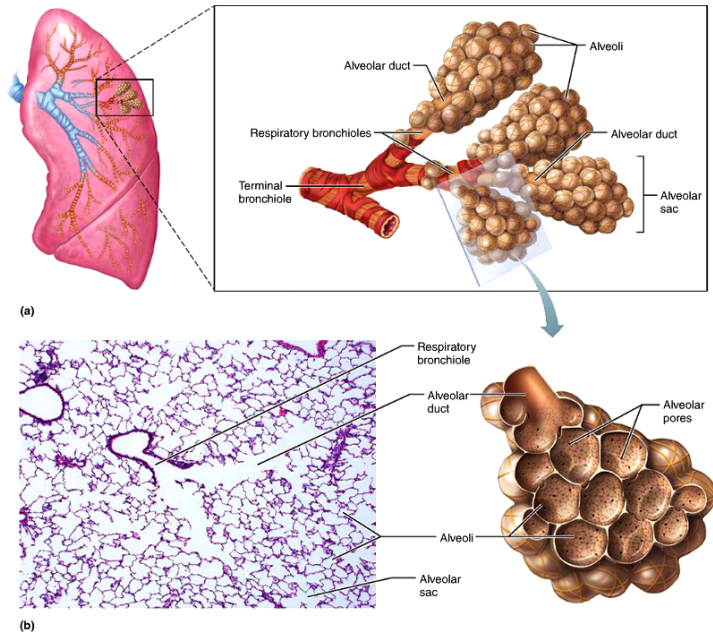 Alveoli
Alveolar duct
Respiratory bronchioles
Alveolar duct
Terminal
bronchiole
Alveolar
sac
(a)
Respiratory
bronchiole
Alveolar
duct
Alveolar
pores
Alveoli
Alveolar
sac
(b)